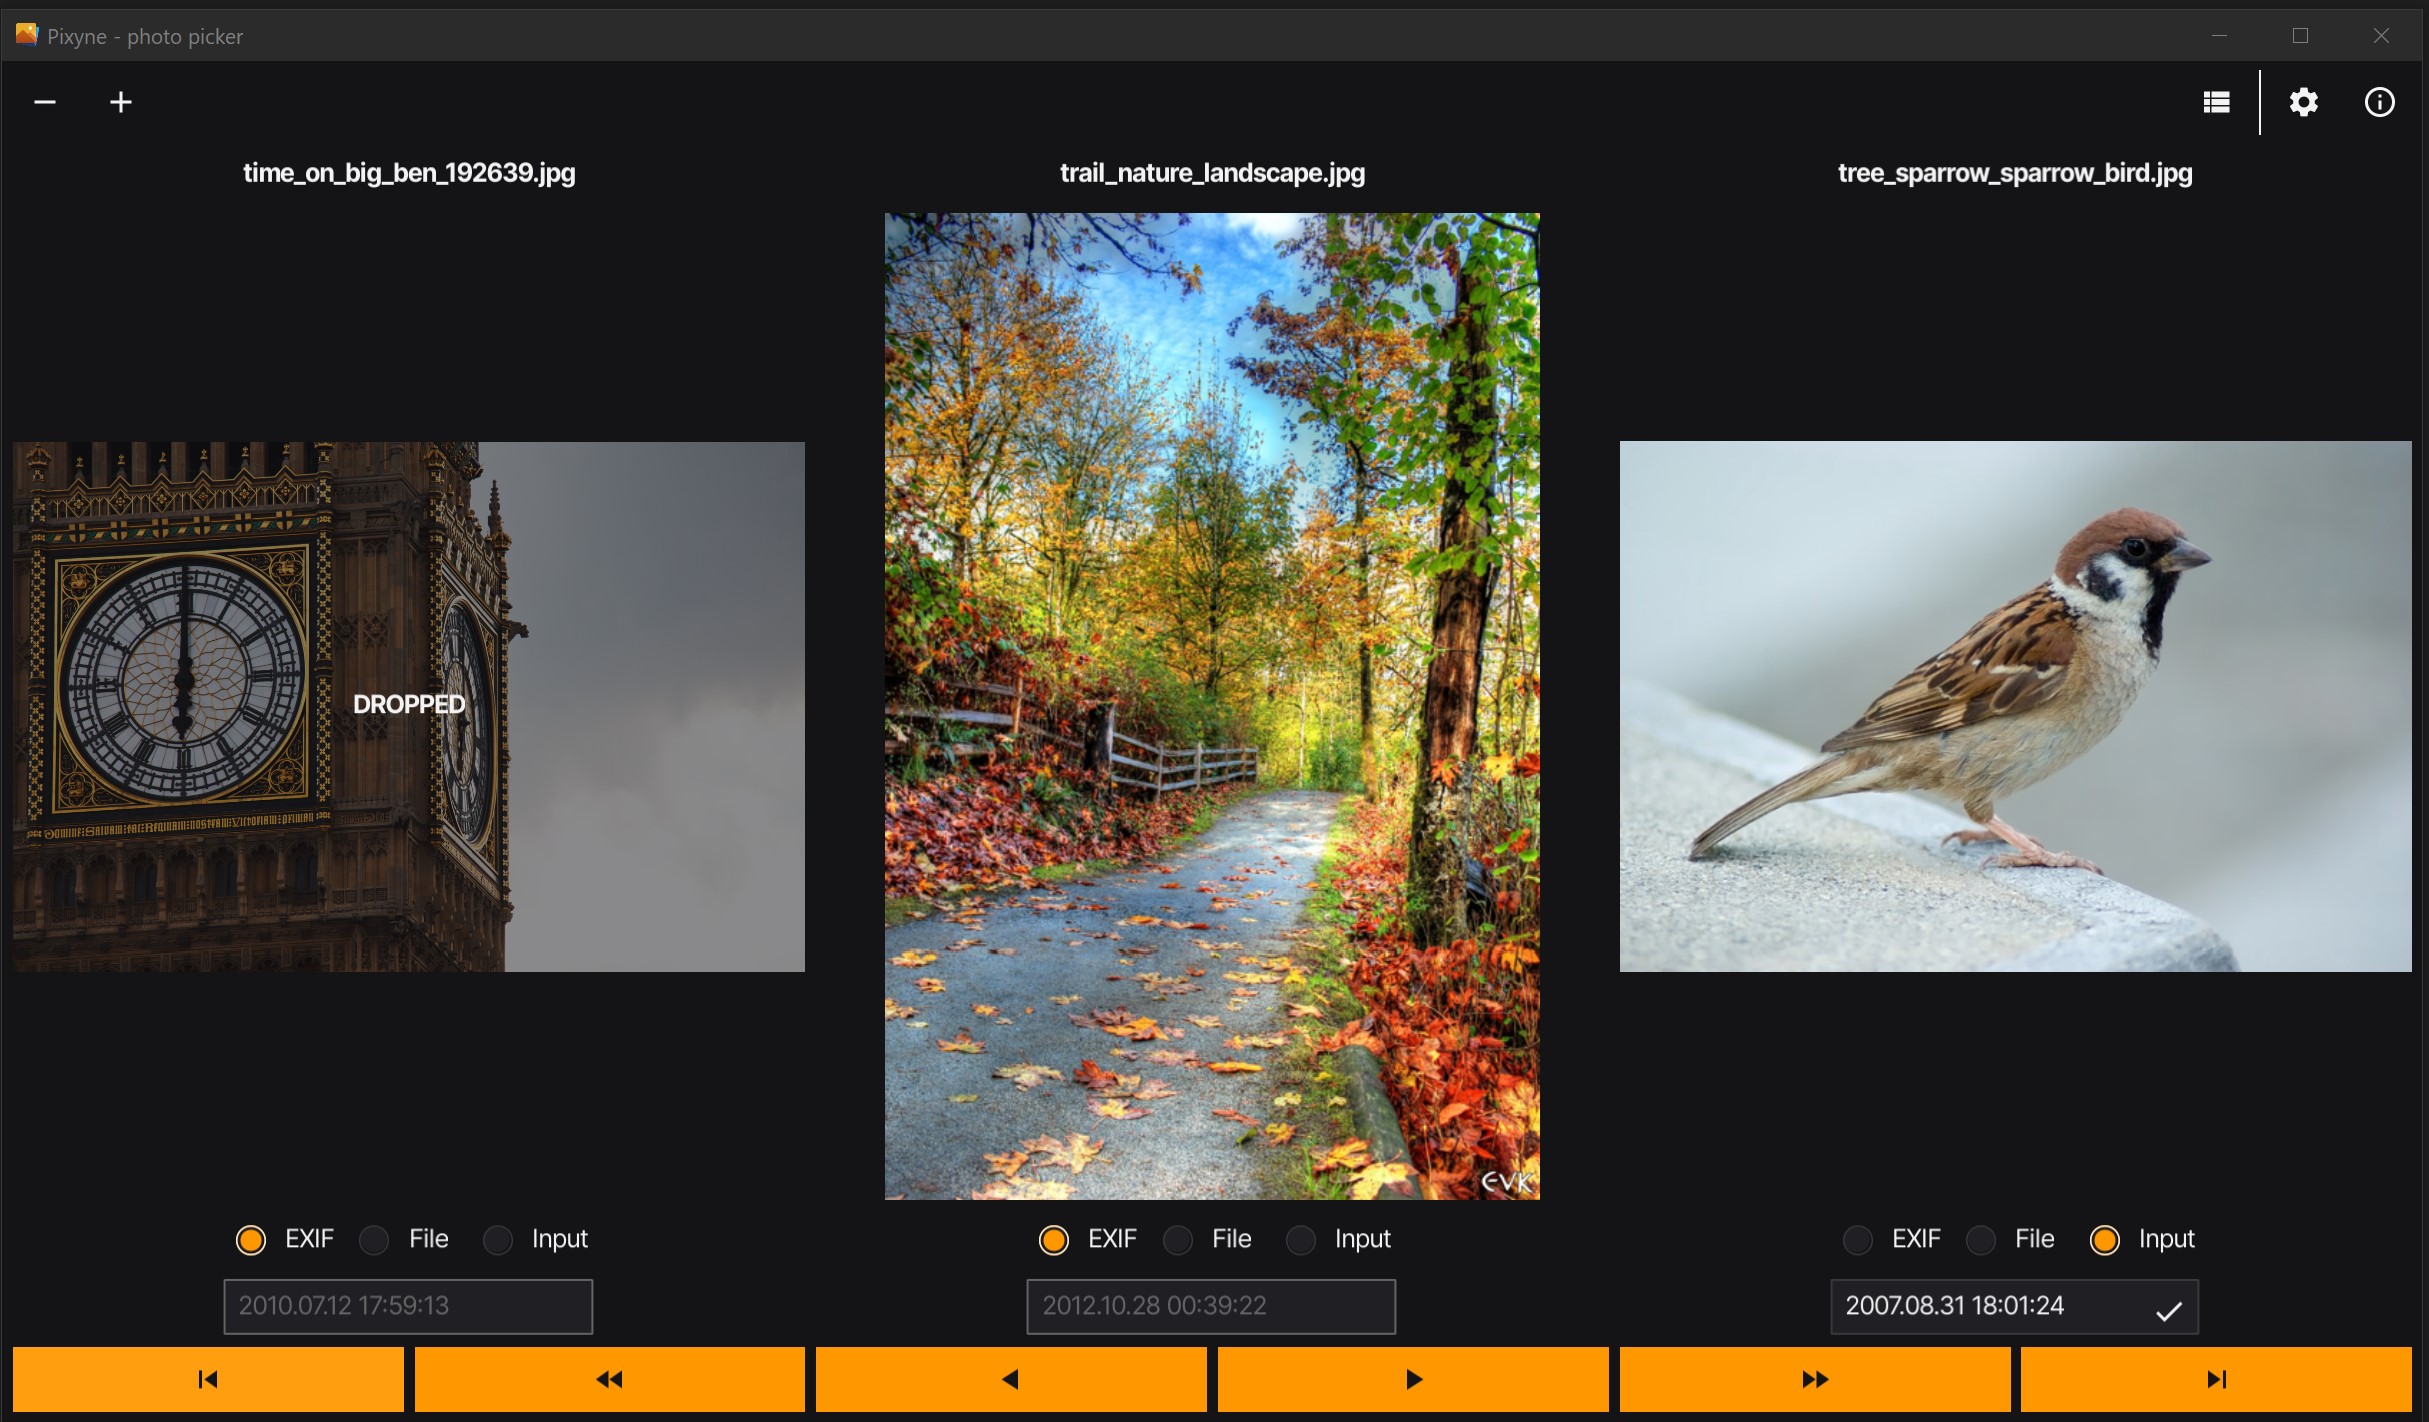 Pixyne - photo picker
time_on_big_ben_192639.jpg
trail_nature_landscape.jpg
tree_sparrow_sparrow_bird.jpg
DROPPED
EVK
EXIF File Input
EXIF File Input
EXIF File Input
2010.07.12 17:59:13
2012.10.28 00:39:22
2007.08.31 18:01:24